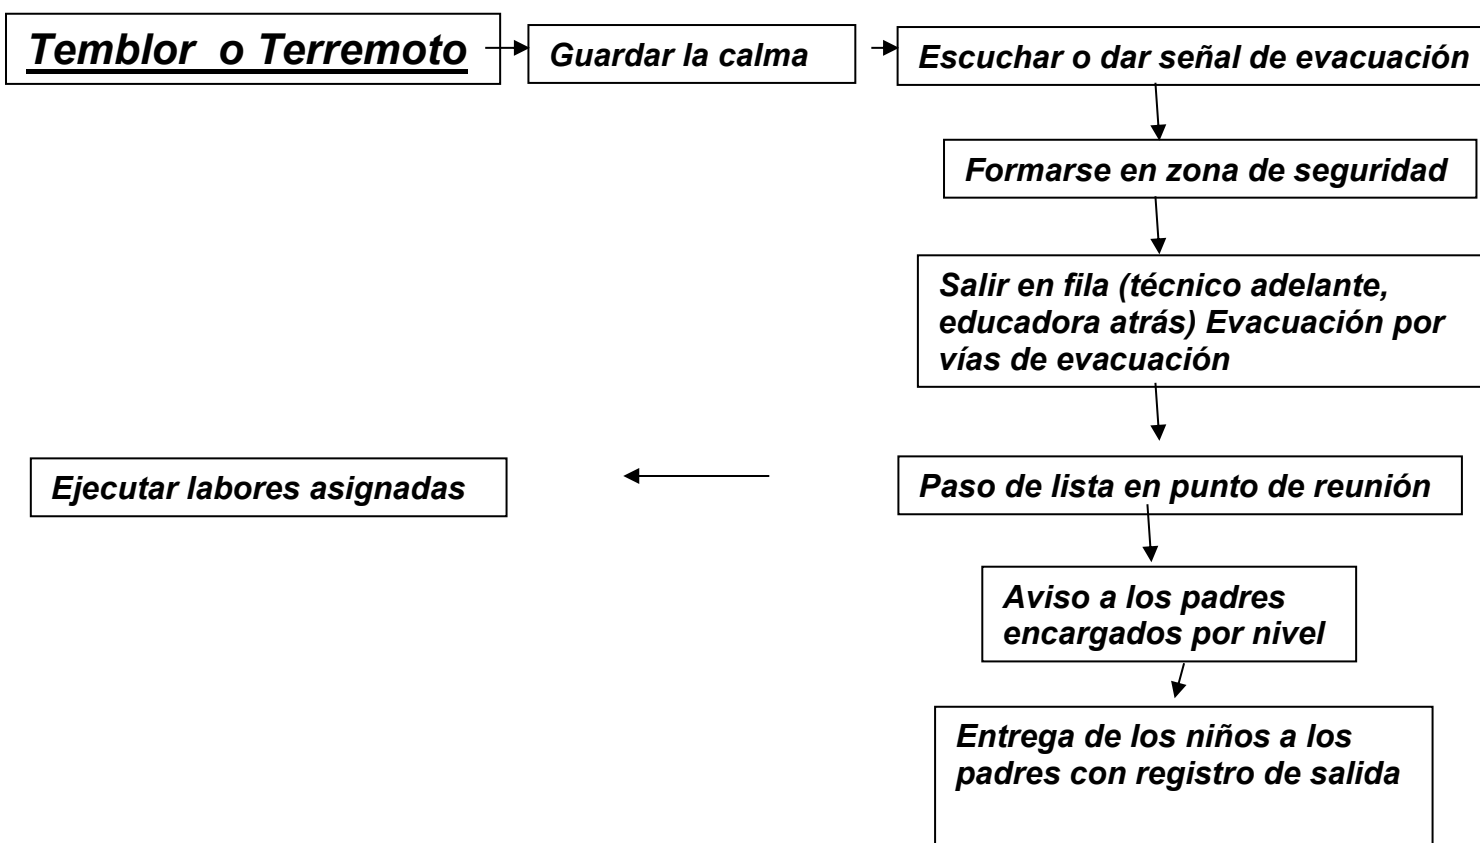 Temblor o Terremoto
Guardar la calma
Escuchar o dar señal de evacuación
Formarse en zona de seguridad
Salir en fila (técnico adelante,
educadora atrás) Evacuación por
vías de evacuación
Ejecutar labores asignadas
Paso de lista en punto de reunión
Aviso a los padres
encargados por nivel
Entrega de los niños a los
padres con registro de salida